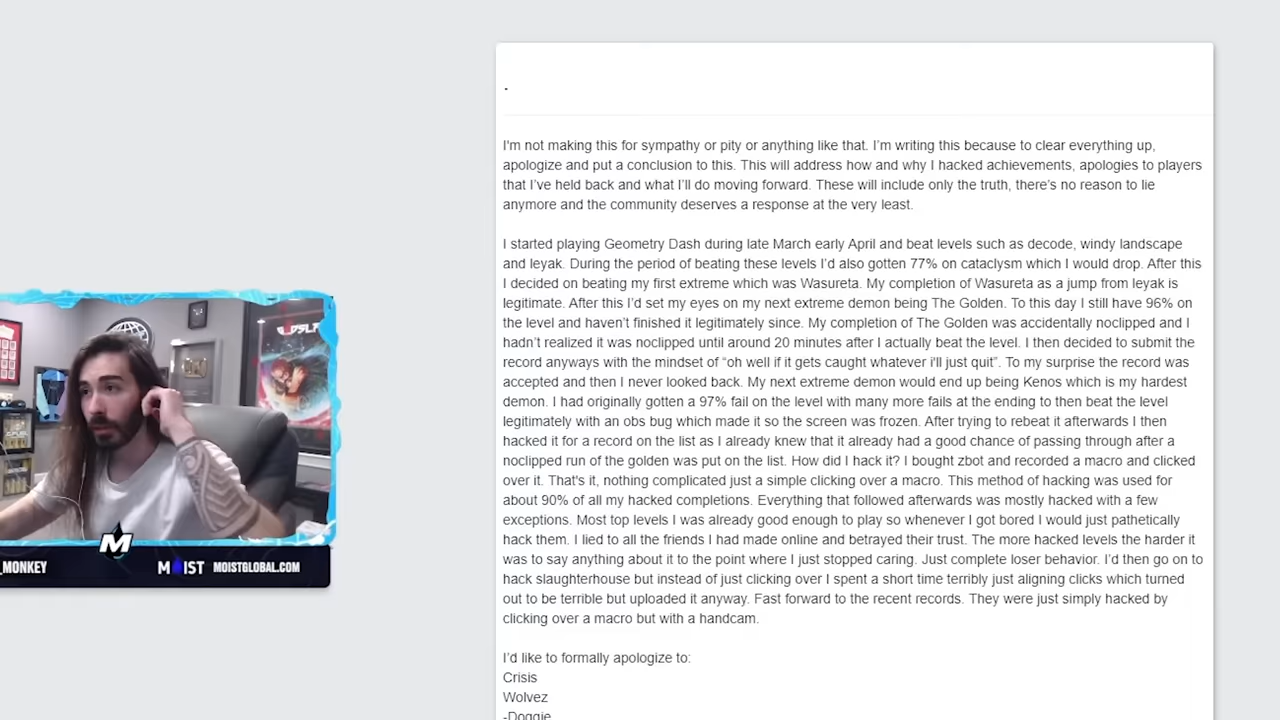 .
I'm not making this for sympathy or pity or anything like that. I'm writing this because to clear everything up,
apologize and put a conclusion to this. This will address how and why I hacked achievements, apologies to players
that I've held back and what I'll do moving forward. These will include only the truth, there's no reason to lie
anymore and the community deserves a response at the very least.
I started playing Geometry Dash during late March early April and beat levels such as decode, windy landscape
and leyak. During the period of beating these levels I'd also gotten 77% on cataclysm which I would drop. After this
I decided on beating my first extreme which was Wasureta. My completion of Wasureta as a jump from leyak is
legitimate. After this I'd set my eyes on my next extreme demon being The Golden. To this day I still have 96% on
the level and haven't finished it legitimately since. My completion of The Golden was accidentally noclipped and I
hadn't realized it was noclipped until around 20 minutes after I actually beat the level. I then decided to submit the
record anyways with the mindset of “oh well if it gets caught whatever i'll just quit”. To my surprise the record was
accepted and then I never looked back. My next extreme demon would end up being Kenos which is my hardest
demon. I had originally gotten a 97% fail on the level with many more fails at the ending to then beat the level
legitimately with an obs bug which made it so the screen was frozen. After trying to rebeat it afterwards I then
hacked it for a record on the list as I already knew that it already had a good chance of passing through after a
noclipped run of the golden was put on the list. How did I hack it? I bought zbot and recorded a macro and clicked
over it. That's it, nothing complicated just a simple clicking over a macro. This method of hacking was used for
about 90% of all my hacked completions. Everything that followed afterwards was mostly hacked with a few
exceptions. Most top levels I was already good enough to play so whenever I got bored I would just pathetically
hack them. I lied to all the friends I had made online and betrayed their trust. The more hacked levels the harder it
was to say anything about it to the point where I just stopped caring. Just complete loser behavior. I'd then go on to
hack slaughterhouse but instead of just clicking over I spent a short time terribly just aligning clicks which turned
out to be terrible but uploaded it anyway. Fast forward to the recent records. They were just simply hacked by
clicking over a macro but with a handcam.
I'd like to formally apologize to:
Crisis
Wolvez
-Doggie
M
_MONKEY
MOIST
MOISTGLOBAL.COM